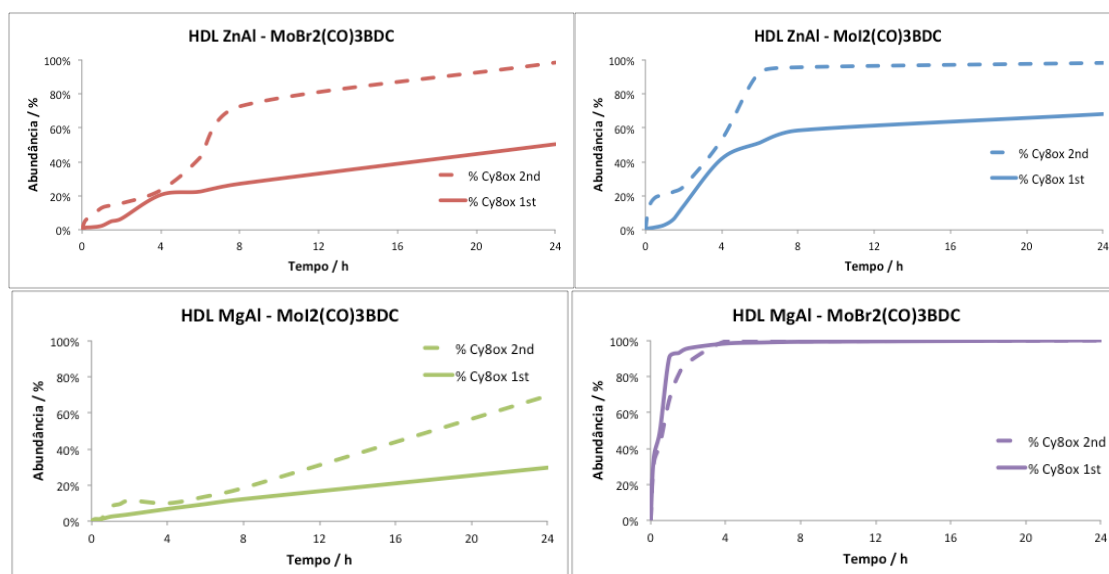 HDL ZnAl - MoBr2(CO)3BDC
Abundância / %
100%
80%
60%
40%
20%
0%
% Cy8ox 2nd
% Cy8ox 1st
0 4 8 12 16 20 24
Tempo / h
HDL ZnAl - MoI2(CO)3BDC
Abundância / %
100%
80%
60%
40%
20%
0%
% Cy8ox 2nd
% Cy8ox 1st
0 4 8 12 16 20 24
Tempo / h
HDL MgAl - MoI2(CO)3BDC
Abundância / %
100%
80%
60%
40%
20%
0%
% Cy8ox 2nd
% Cy8ox 1st
0 4 8 12 16 20 24
Tempo / h
HDL MgAl - MoBr2(CO)3BDC
Abundância / %
100%
80%
60%
40%
20%
0%
% Cy8ox 2nd
% Cy8ox 1st
0 4 8 12 16 20 24
Tempo / h